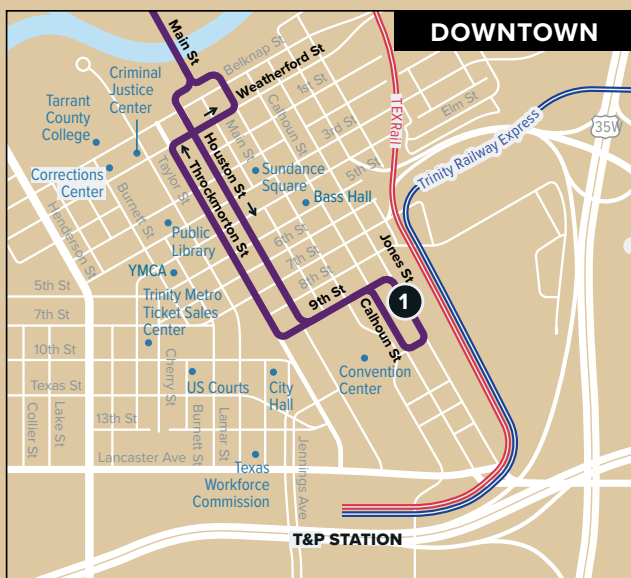 DOWNTOWN
Main St
Belknap St
Weatherford St
Criminal
Justice
Center
Tarrant
County
College
1st St
Calhoun St
Elm St
TEXRail
3rd St
35W
Main St
Trinity Railway Express
5th St
Houston St
Throckmorton St
Sundance
Square
Corrections
Center
Taylor St
Burnett St
Bass Hall
Henderson St
Public
Library
6th St
7th St
8th St
Jones St
YMCA
5th St
Trinity Metro
Ticket Sales
Center
9th St
1
7th St
Calhoun St
10th St
Convention
Center
Cherry St
US Courts
City
Hall
Texas St
Collier St
Lake St
13th St
Burnett St
Lamar St
Jennings Ave
Lancaster Ave
Texas
Workforce
Commission
T&P STATION